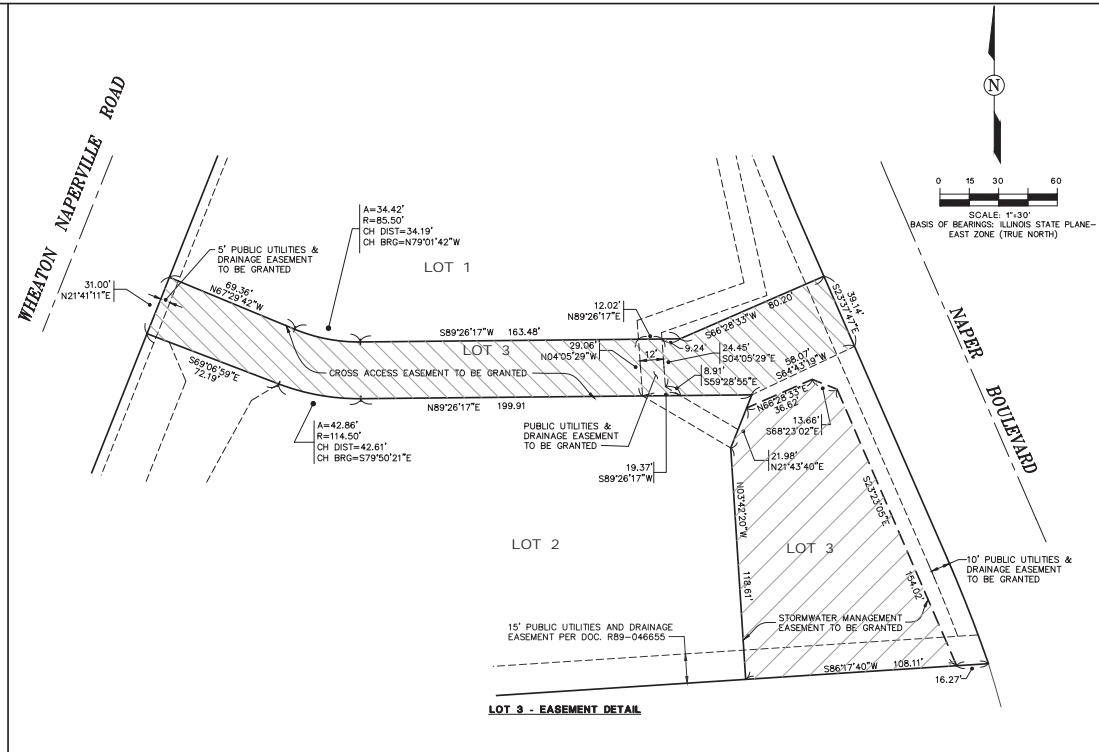 WHEATON NAPERVILLE ROAD
N
0 15 30 60
SCALE: 1"=30'
BASIS OF BEARINGS: ILLINOIS STATE PLANE-
EAST ZONE (TRUE NORTH)
A=34.42'
R=85.50'
CH DIST=34.19'
CH BRG=N79°01'42"W
5' PUBLIC UTILITIES &
DRAINAGE EASEMENT
TO BE GRANTED
LOT 1
31.00'
N21°41'11"E
69.36'
N67°29'42"W
S89°26'17"W 163.48'
LOT 3
12.02'
N89°26'17"E
80.20'
S66°28'33"W
39.14'
S23°37'47"E
29.06'
N04°05'29"W
12'
9.24'
24.45'
S04°05'29"E
58.07'
S64°43'19"W
8.91'
S59°28'55"E
CROSS ACCESS EASEMENT TO BE GRANTED
S69°06'59"E
72.19'
N89°26'17"E 199.91
NAPER BOULEVARD
N66°28'33"E
36.62'
13.66'
S68°23'02"E
A=42.86'
R=114.50'
CH DIST=42.61'
CH BRG=S79°50'21"E
PUBLIC UTILITIES &
DRAINAGE EASEMENT
TO BE GRANTED
19.37'
S89°26'17"W
21.98'
N21°43'40"E
N03°42'20"W
118.61'
S23°23'05"E
154.02'
LOT 2
LOT 3
10' PUBLIC UTILITIES &
DRAINAGE EASEMENT
TO BE GRANTED
STORMWATER MANAGEMENT
EASEMENT TO BE GRANTED
15' PUBLIC UTILITIES AND DRAINAGE
EASEMENT PER DOC. R89-046655
S86°17'40"W 108.11'
16.27'
LOT 3 - EASEMENT DETAIL